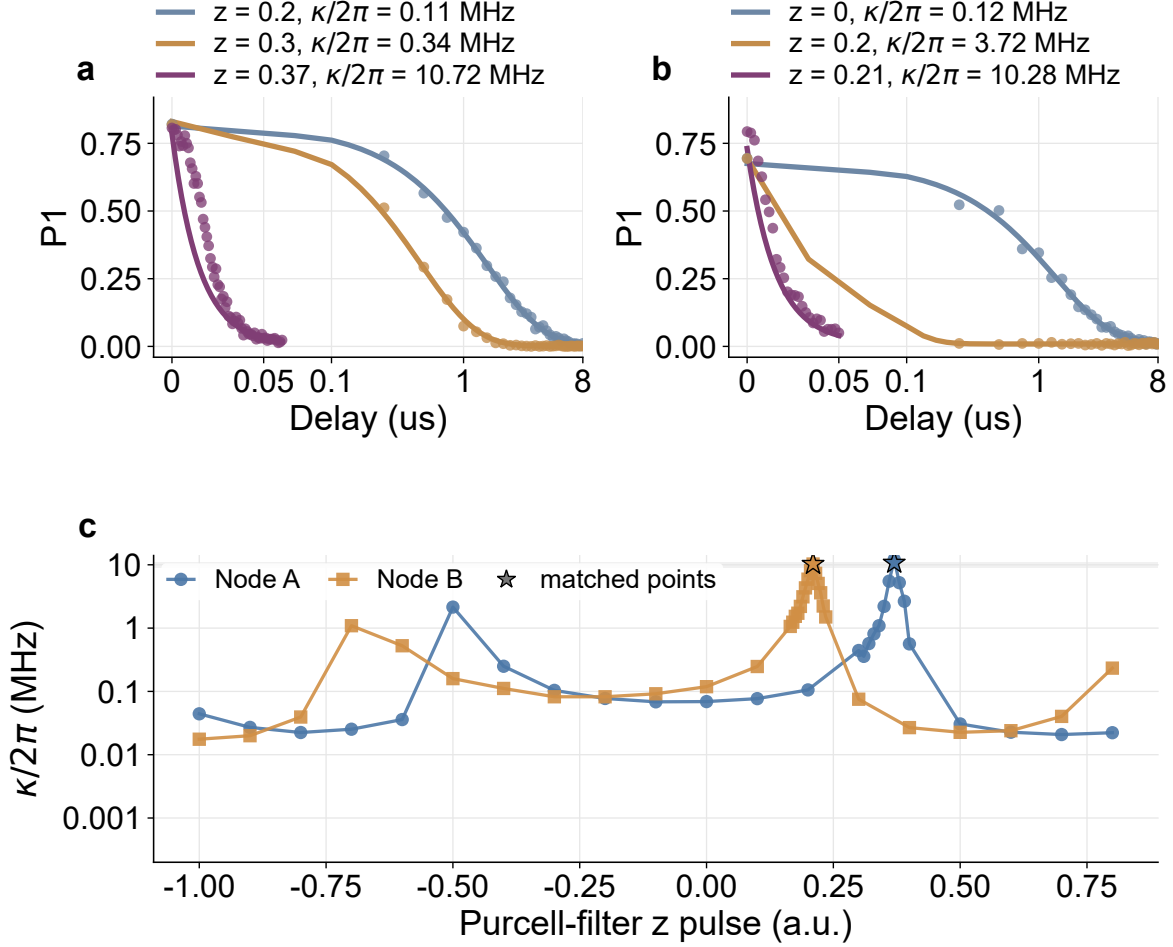 z = 0.2, κ/2π = 0.11 MHz
z = 0.3, κ/2π = 0.34 MHz
z = 0.37, κ/2π = 10.72 MHz
a
0.75
0.50
0.25
0.00
P1
0 0.05 0.1 1 8
Delay (us)
z = 0, κ/2π = 0.12 MHz
z = 0.2, κ/2π = 3.72 MHz
z = 0.21, κ/2π = 10.28 MHz
b
0.75
0.50
0.25
0.00
P1
0 0.05 0.1 1 8
Delay (us)
c
Node A Node B matched points
10
1
0.1
0.01
0.001
κ/2π (MHz)
-1.00 -0.75 -0.50 -0.25 0.00 0.25 0.50 0.75
Purcell-filter z pulse (a.u.)